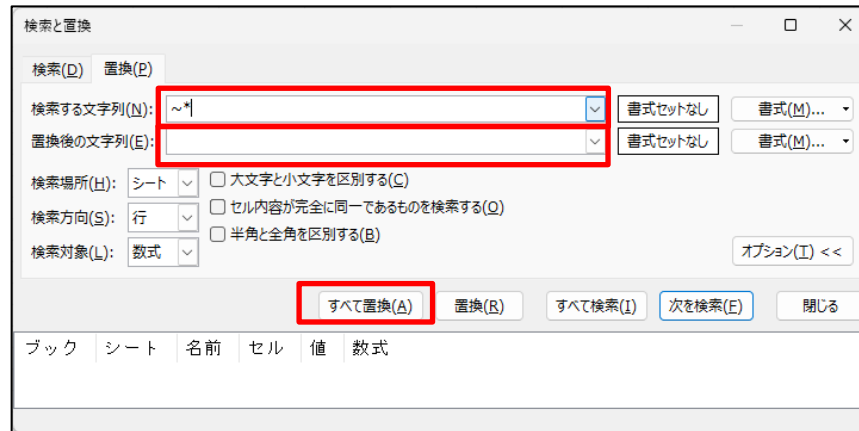 検索と置換
検索(D) 置換(P)
検索する文字列(N): ~* 書式セットなし 書式(M)...
置換後の文字列(E): 書式セットなし 書式(M)...
検索場所(H): シート 大文字と小文字を区別する(C)
検索方向(S): 行 セル内容が完全に同一であるものを検索する(O)
検索対象(L): 数式 半角と全角を区別する(B)
オプション(T) <<
すべて置換(A) 置換(R) すべて検索(I) 次を検索(F) 閉じる
ブック シート 名前 セル 値 数式